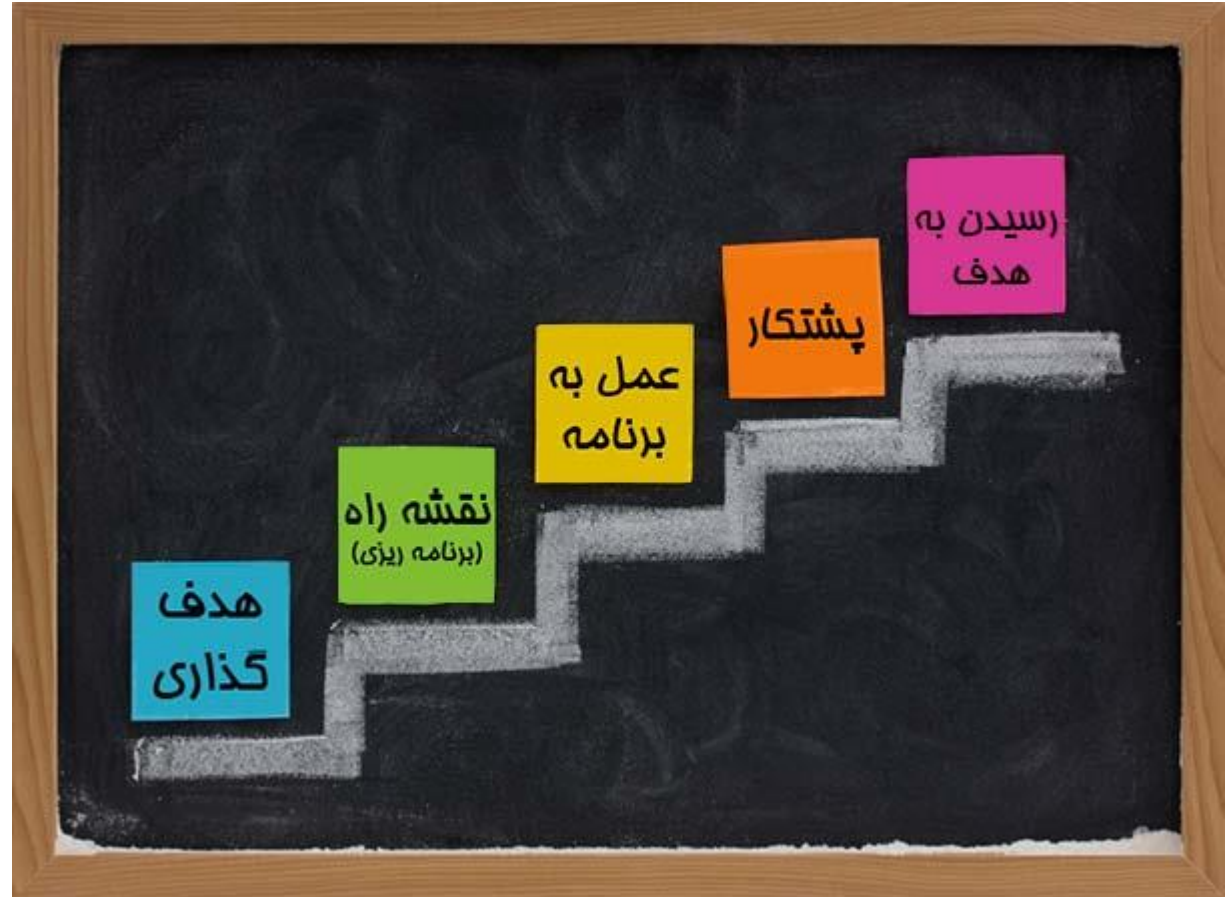 هدف
گذاری
نقشه راه
(برنامه ریزی)
عمل به
برنامه
پشتکار
رسیدن به
هدف